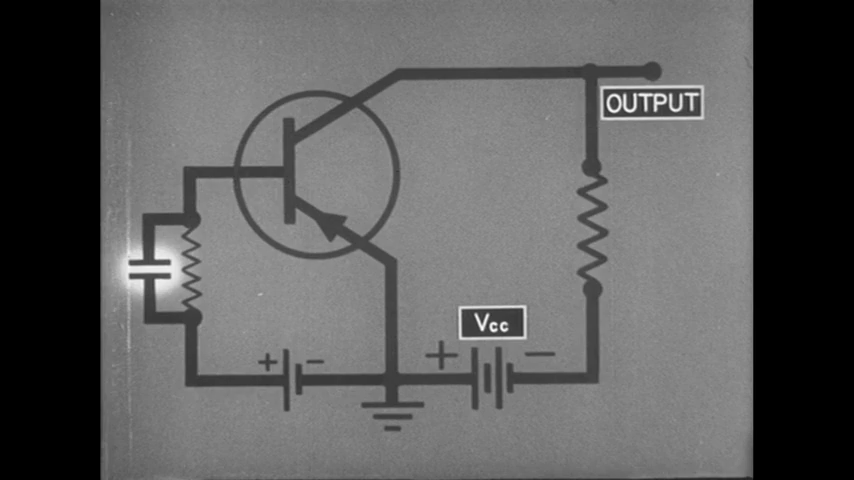 OUTPUT
Vcc
+ -
+ -